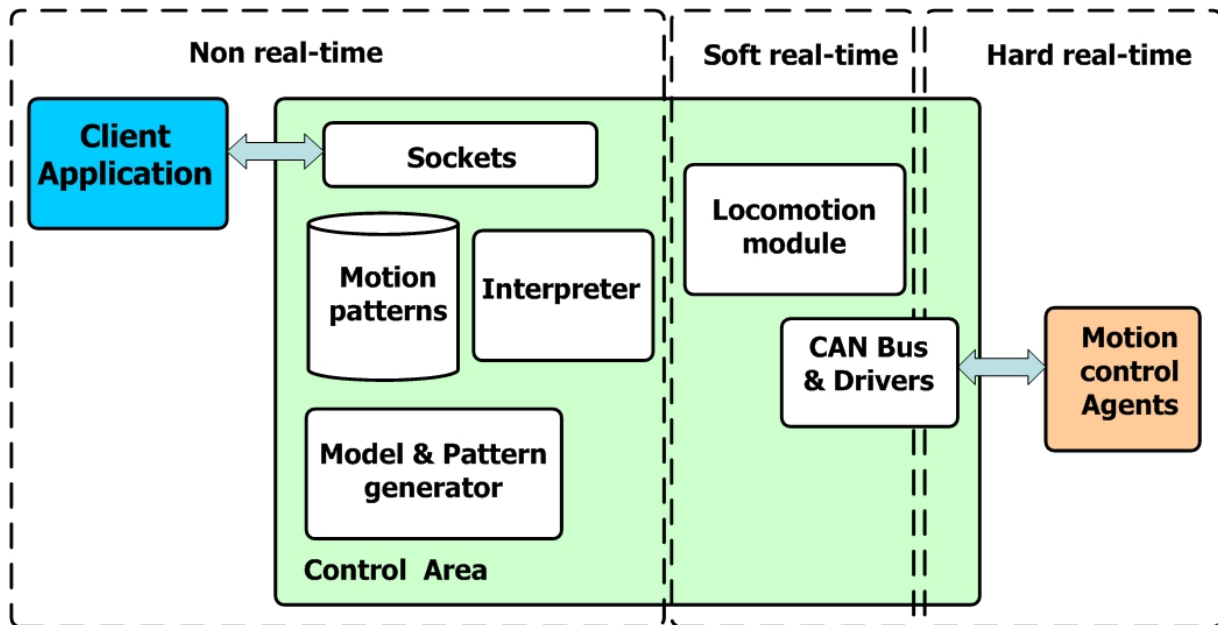 Non real-time
Soft real-time
Hard real-time
Client
Application
Sockets
Locomotion
module
Motion
patterns
Interpreter
CAN Bus
& Drivers
Motion
control
Agents
Model & Pattern
generator
Control Area